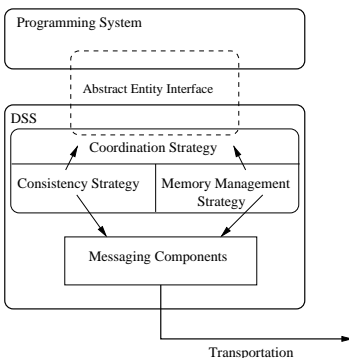 Programming System
Abstract Entity Interface
DSS
Coordination Strategy
Consistency Strategy
Memory Management
Strategy
Messaging Components
Transportation